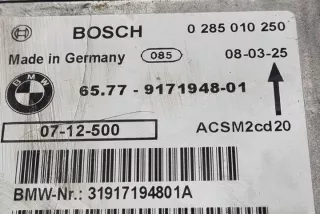 BOSCH 0 285 010 250
Made in Germany 085 08-03-25
BMW 65.77 - 9171948-01
07-12-500 ACSM2cd20
BMW-Nr.: 31917194801A